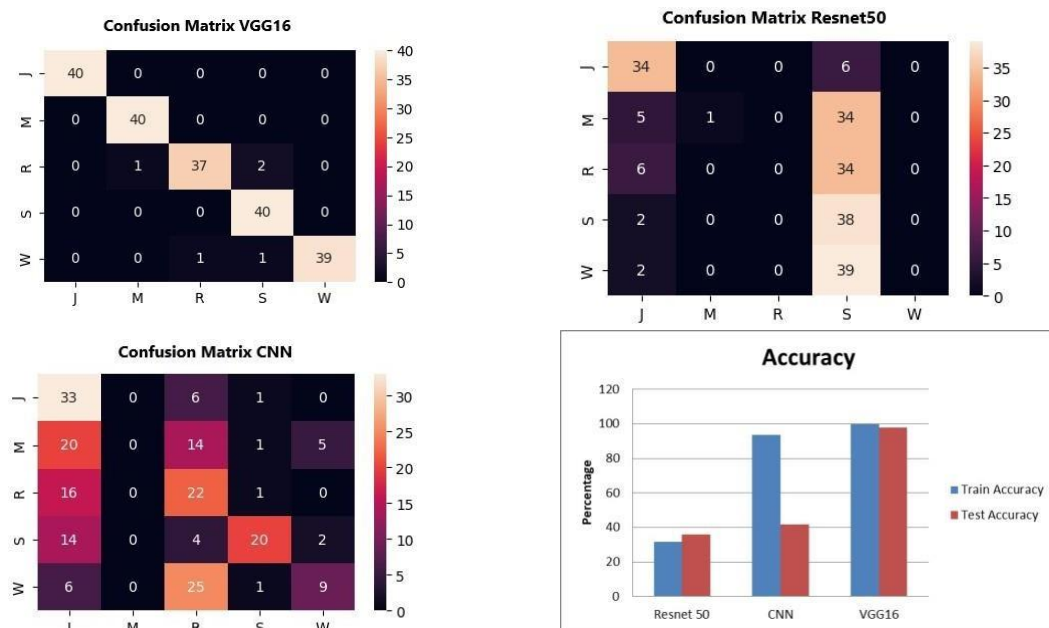 Confusion Matrix VGG16
J 40 0 0 0 0
M 0 40 0 0 0
R 0 1 37 2 0
S 0 0 0 40 0
W 0 0 1 1 39
J M R S W
40
35
30
25
20
15
10
5
0
Confusion Matrix Resnet50
J 34 0 0 6 0
M 5 1 0 34 0
R 6 0 0 34 0
S 2 0 0 38 0
W 2 0 0 39 0
J M R S W
35
30
25
20
15
10
5
0
Confusion Matrix CNN
J 33 0 6 1 0
M 20 0 14 1 5
R 16 0 22 1 0
S 14 0 4 20 2
W 6 0 25 1 9
J M R S W
30
25
20
15
10
5
0
Accuracy
Percentage
120
100
80
60
40
20
0
Resnet 50 CNN VGG16
Train Accuracy
Test Accuracy